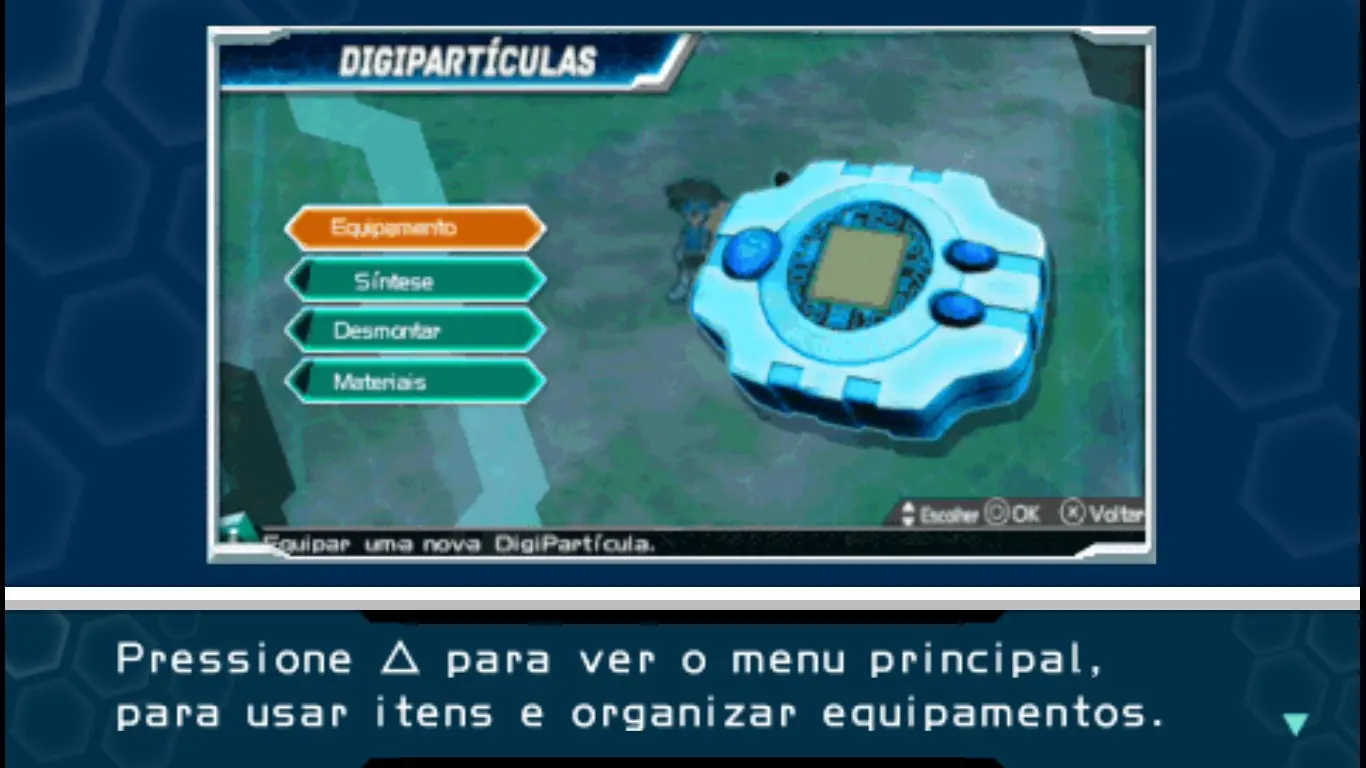 DIGIPARTÍCULAS
Equipamento
Síntese
Desmontar
Materiais
Escolher OK Voltar
Equipar uma nova DigiPartícula.
Pressione △ para ver o menu principal,
para usar itens e organizar equipamentos.